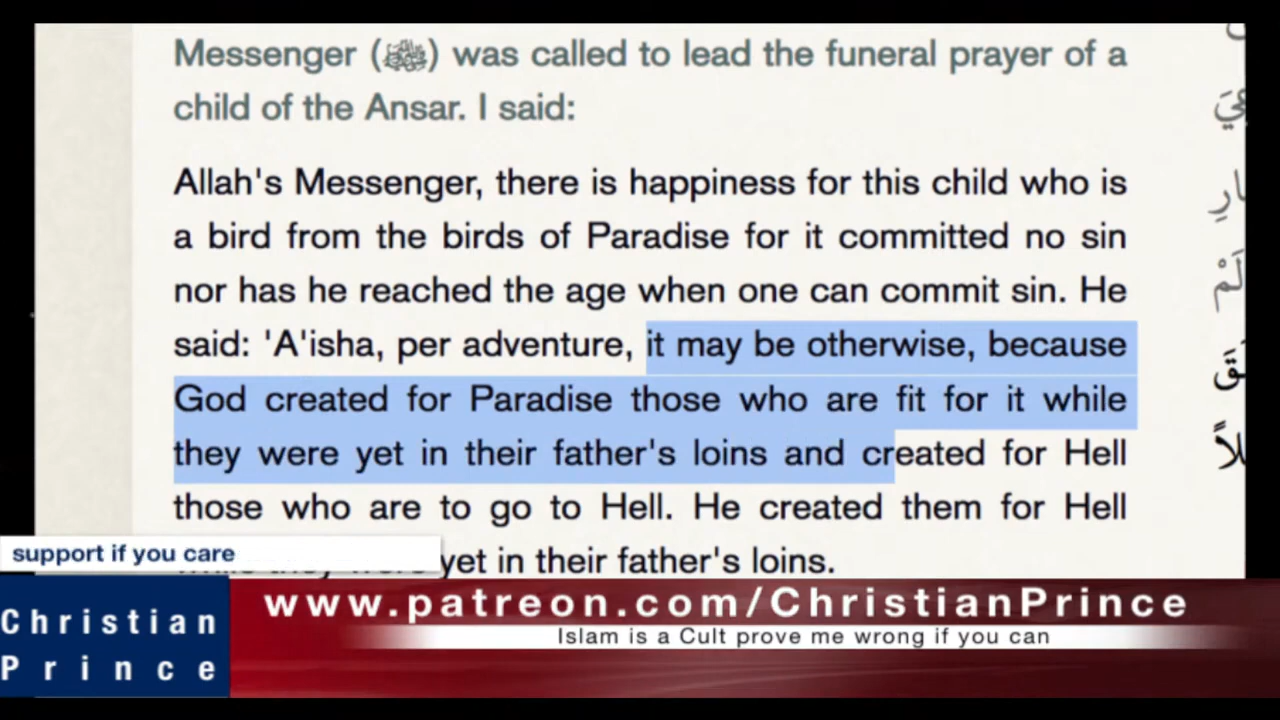 Messenger (ﷺ) was called to lead the funeral prayer of a
child of the Ansar. I said:
Allah's Messenger, there is happiness for this child who is
a bird from the birds of Paradise for it committed no sin
nor has he reached the age when one can commit sin. He
said: 'A'isha, per adventure, it may be otherwise, because
God created for Paradise those who are fit for it while
they were yet in their father's loins and created for Hell
those who are to go to Hell. He created them for Hell
while they were yet in their father's loins.
support if you care
Christian
Prince
www.patreon.com/ChristianPrince
Islam is a Cult prove me wrong if you can